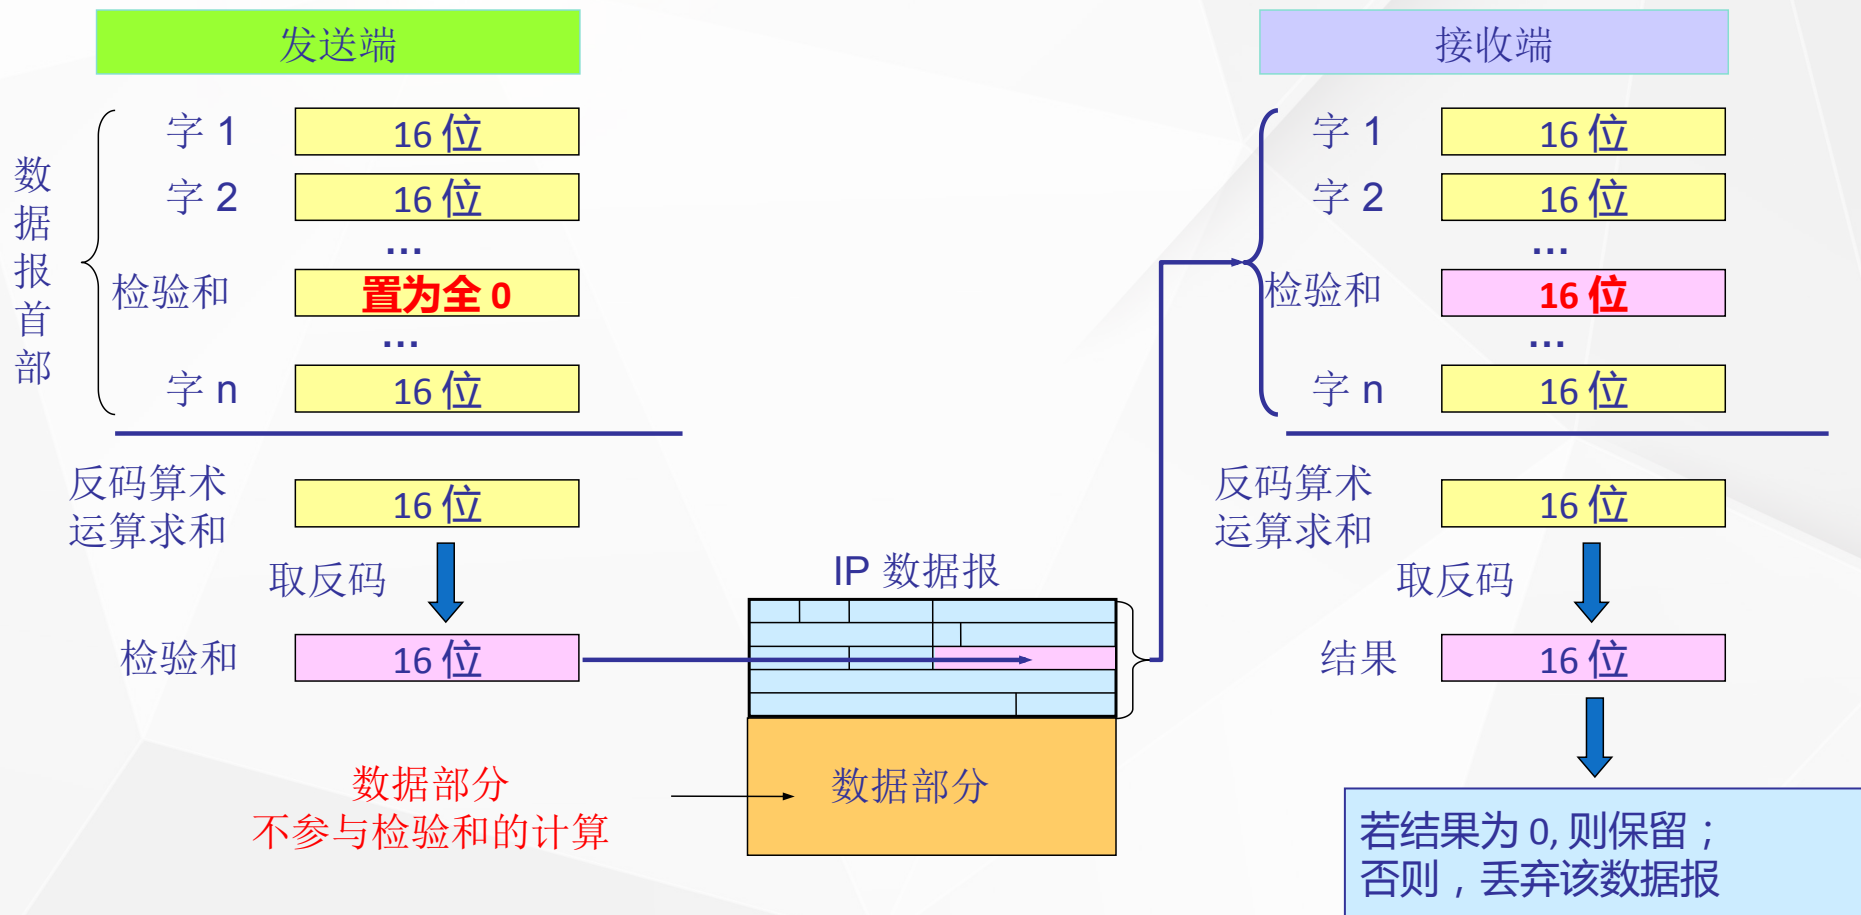 发送端
数据报首部
字 1
16 位
字 2
16 位
...
检验和
置为全 0
...
字 n
16 位
反码算术
运算求和
16 位
取反码
检验和
16 位
数据部分
不参与检验和的计算
IP 数据报
数据部分
接收端
字 1
16 位
字 2
16 位
...
检验和
16 位
...
字 n
16 位
反码算术
运算求和
16 位
取反码
结果
16 位
若结果为 0, 则保留；
否则，丢弃该数据报